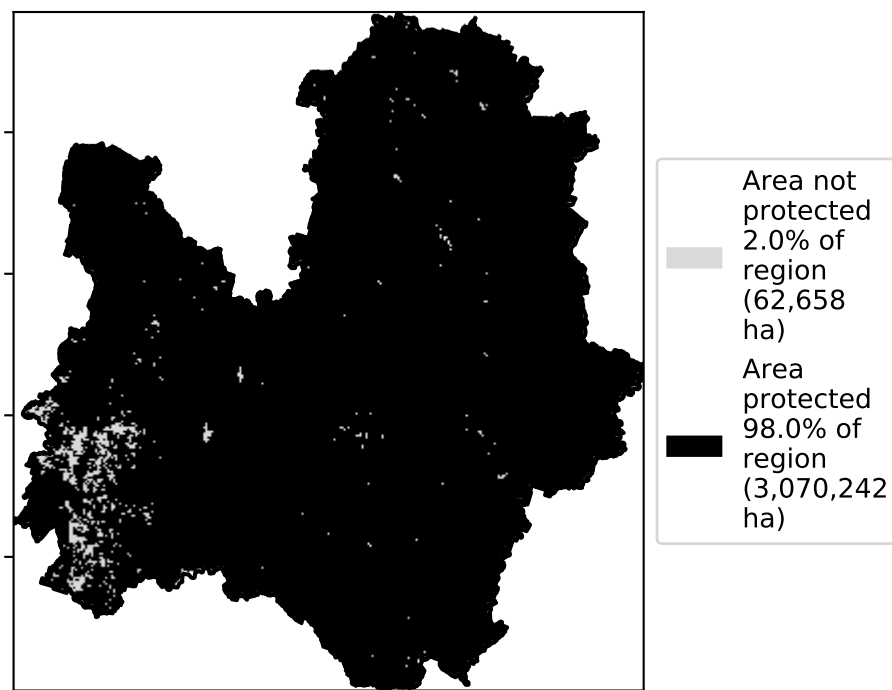 Area not
protected
2.0% of
region
(62,658
ha)
Area
protected
98.0% of
region
(3,070,242
ha)